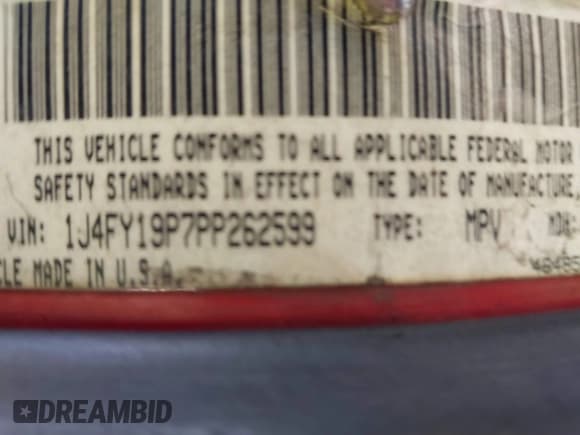 THIS VEHICLE CONFORMS TO ALL APPLICABLE FEDERAL MOTOR
SAFETY STANDARDS IN EFFECT ON THE DATE OF MANUFACTURE.
VIN: 1J4FY19P7PP262599 TYPE: MPV MDH:
CLE MADE IN U.S.A.
DREAMBID